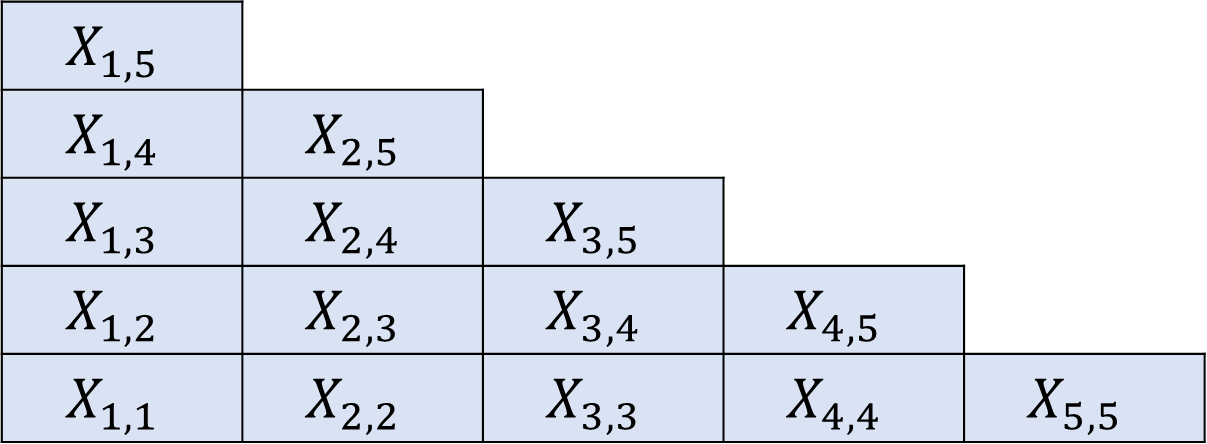 X1,5
X1,4 X2,5
X1,3 X2,4 X3,5
X1,2 X2,3 X3,4 X4,5
X1,1 X2,2 X3,3 X4,4 X5,5